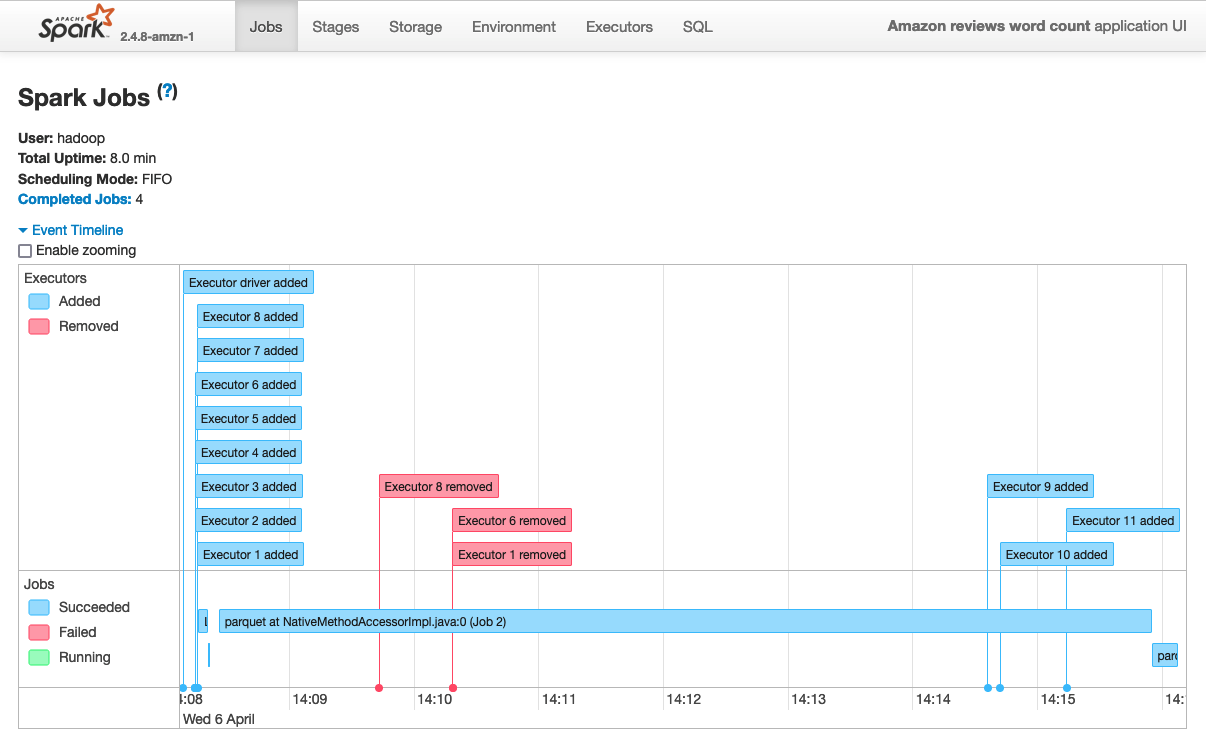 APACHE
Spark 2.4.8-amzn-1 Jobs Stages Storage Environment Executors SQL Amazon reviews word count application UI
Spark Jobs (?)
User: hadoop
Total Uptime: 8.0 min
Scheduling Mode: FIFO
Completed Jobs: 4
Event Timeline
Enable zooming
Executors
Added
Removed
Executor driver added
Executor 8 added
Executor 7 added
Executor 6 added
Executor 5 added
Executor 4 added
Executor 3 added Executor 8 removed Executor 9 added
Executor 2 added Executor 6 removed Executor 11 added
Executor 1 added Executor 1 removed Executor 10 added
Jobs
Succeeded
Failed
Running
parquet at NativeMethodAccessorImpl.java:0 (Job 2)
4:08 14:09 14:10 14:11 14:12 14:13 14:14 14:15 14:
Wed 6 April